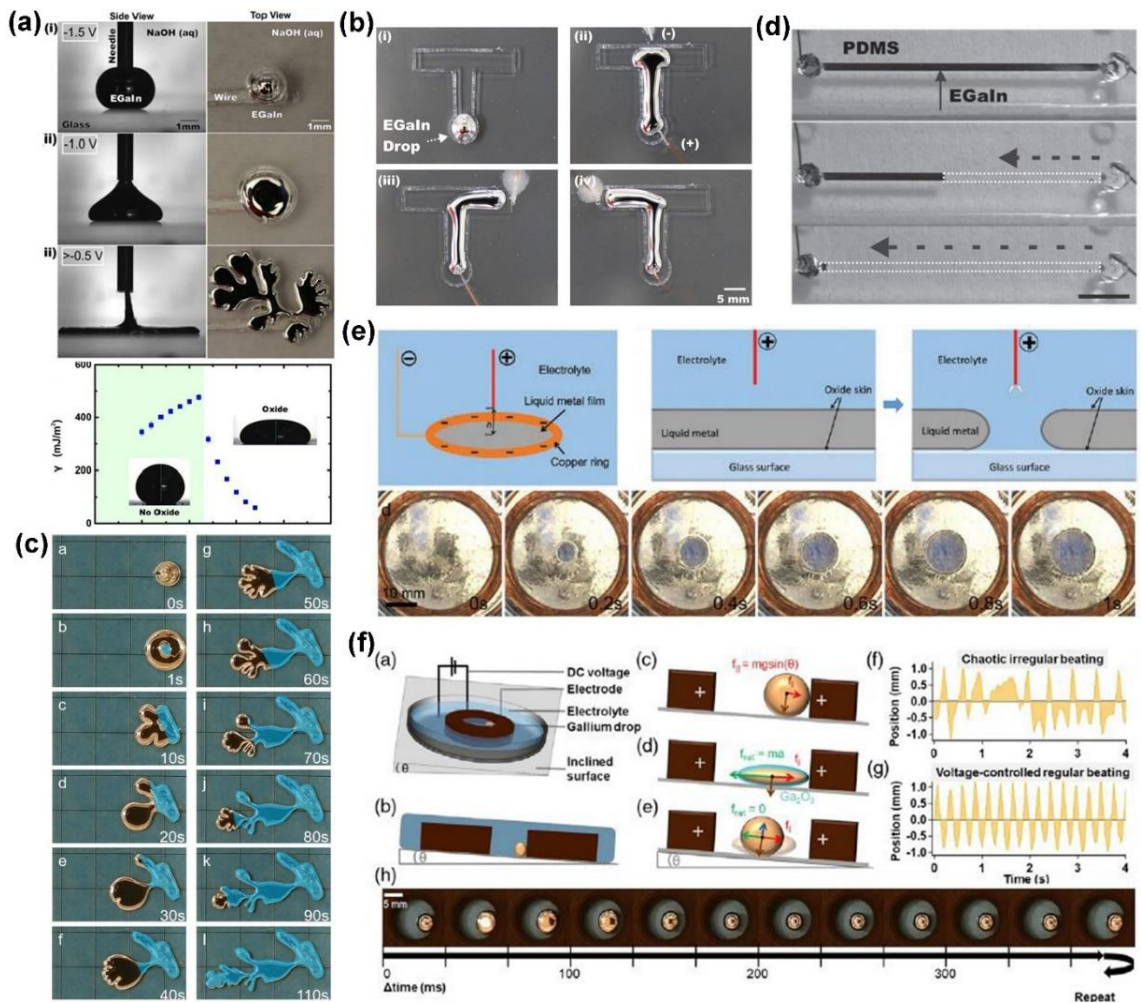 (a)
Side View Top View
(i) -1.5 V Needle NaOH (aq) NaOH (aq)
EGaIn Wire EGaIn
Glass 1mm 1mm
ii) -1.0 V
ii) >-0.5 V
600
400
200
0
γ (mJ/m²)
Oxide
No Oxide
(b)
(i) (ii) (-)
EGaIn
Drop
(+)
(iii) (iv)
5 mm
(c)
a 0s
b 1s
c 10s
d 20s
e 30s
f 40s
g 50s
h 60s
i 70s
j 80s
k 90s
l 110s
(d)
PDMS
EGaIn
(e)
− + Electrolyte
h
Liquid metal film
Copper ring
+
Electrolyte
Oxide skin
Liquid metal
Glass surface
+
Electrolyte
Oxide skin
Liquid metal
Glass surface
d
10 mm 0s 0.2s 0.4s 0.6s 0.8s 1s
(f)
(a)
DC voltage
Electrode
Electrolyte
Gallium drop
Inclined
surface
θ
(b)
θ
(c) f∥ = mgsin(θ)
+ +
(d) fnet = ma f∥
+ +
Ga₂O₃
(e) fnet = 0 f∥
+ +
θ
(f) Chaotic irregular beating
Position (mm)
1.0
0.5
0.0
-0.5
-1.0
0 1 2 3 4
(g) Voltage-controlled regular beating
Position (mm)
1.0
0.5
0.0
-0.5
-1.0
0 1 2 3 4
Time (s)
(h)
5 mm
0 100 200 300
Δtime (ms) Repeat